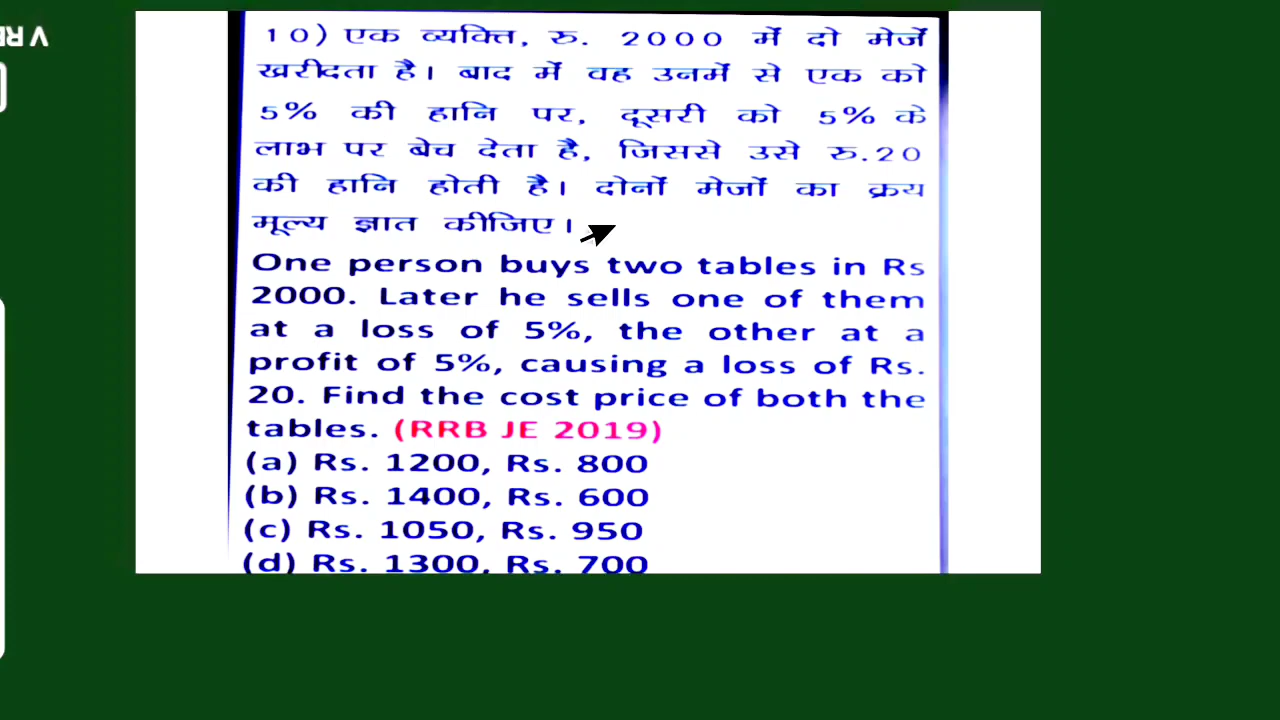 10) एक व्यक्ति, रु. 2000 में दो मेजें
खरीदता है। बाद में वह उनमें से एक को
5% की हानि पर, दूसरी को 5% के
लाभ पर बेच देता है, जिससे उसे रु.20
की हानि होती है। दोनों मेजों का क्रय
मूल्य ज्ञात कीजिए।
One person buys two tables in Rs
2000. Later he sells one of them
at a loss of 5%, the other at a
profit of 5%, causing a loss of Rs.
20. Find the cost price of both the
tables. (RRB JE 2019)
(a) Rs. 1200, Rs. 800
(b) Rs. 1400, Rs. 600
(c) Rs. 1050, Rs. 950
(d) Rs. 1300, Rs. 700